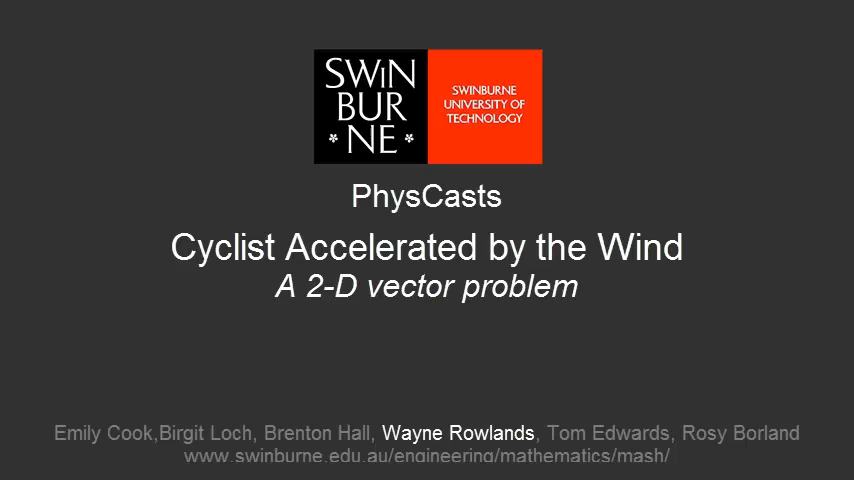 SWIN
BUR
* NE *
SWINBURNE
UNIVERSITY OF
TECHNOLOGY
PhysCasts
Cyclist Accelerated by the Wind
A 2-D vector problem
Emily Cook,Birgit Loch, Brenton Hall, Wayne Rowlands, Tom Edwards, Rosy Borland
www.swinburne.edu.au/engineering/mathematics/mash/